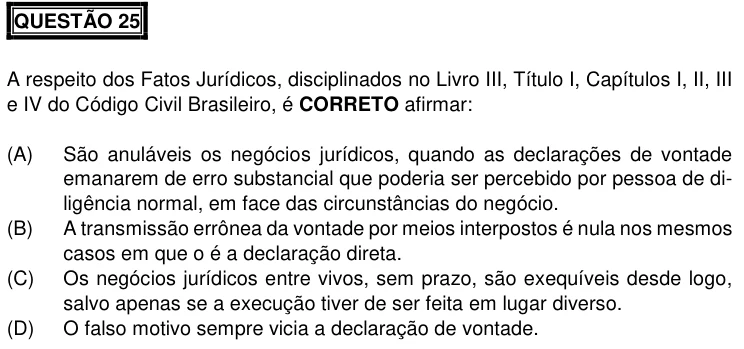 QUESTÃO 25
A respeito dos Fatos Jurídicos, disciplinados no Livro III, Título I, Capítulos I, II, III
e IV do Código Civil Brasileiro, é CORRETO afirmar:
(A) São anuláveis os negócios jurídicos, quando as declarações de vontade
emanarem de erro substancial que poderia ser percebido por pessoa de di-
ligência normal, em face das circunstâncias do negócio.
(B) A transmissão errônea da vontade por meios interpostos é nula nos mesmos
casos em que o é a declaração direta.
(C) Os negócios jurídicos entre vivos, sem prazo, são exequíveis desde logo,
salvo apenas se a execução tiver de ser feita em lugar diverso.
(D) O falso motivo sempre vicia a declaração de vontade.